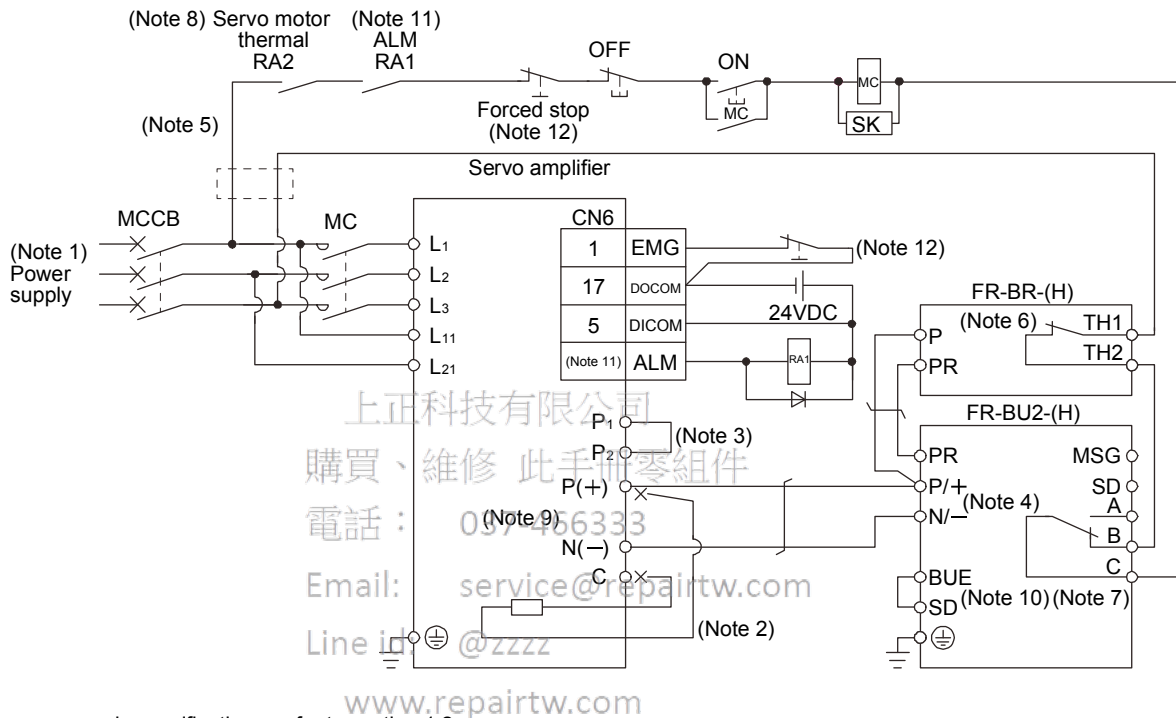 (Note 8) Servo motor
thermal
RA2
(Note 11)
ALM
RA1
OFF
ON
MC
MC
SK
Forced stop
(Note 12)
(Note 5)
Servo amplifier
MCCB
MC
(Note 1)
Power
supply
L1
L2
L3
L11
L21
CN6
1 EMG
17 DOCOM
5 DICOM
(Note 11) ALM
(Note 12)
24VDC
RA1
FR-BR-(H)
(Note 6)
P
PR
TH1
TH2
FR-BU2-(H)
PR
P/+
N/−
BUE
SD
MSG
SD
A
B
C
(Note 4)
(Note 10) (Note 7)
P1
P2
(Note 3)
P(+)
(Note 9)
N(−)
C
(Note 2)
上正科技有限公司
購買、維修 此手冊零組件
電話： 037-466333
Email: service@repairtw.com
Line id: @zzzz
www.repairtw.com